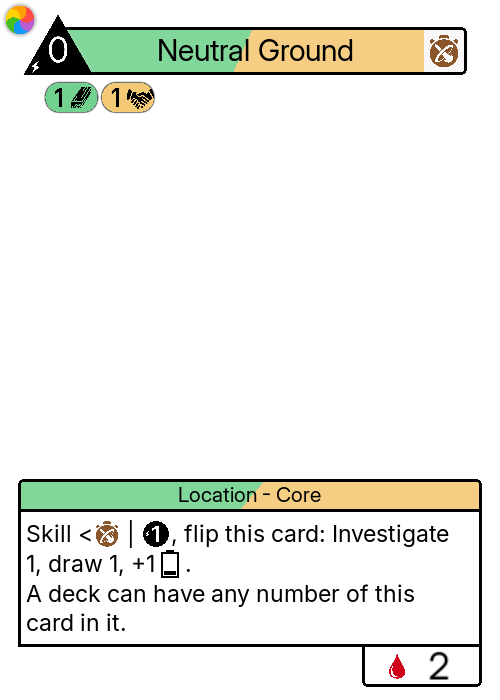 0 Neutral Ground
1 1
Location - Core
Skill < | 1, flip this card: Investigate
1, draw 1, +1 .
A deck can have any number of this
card in it.
2